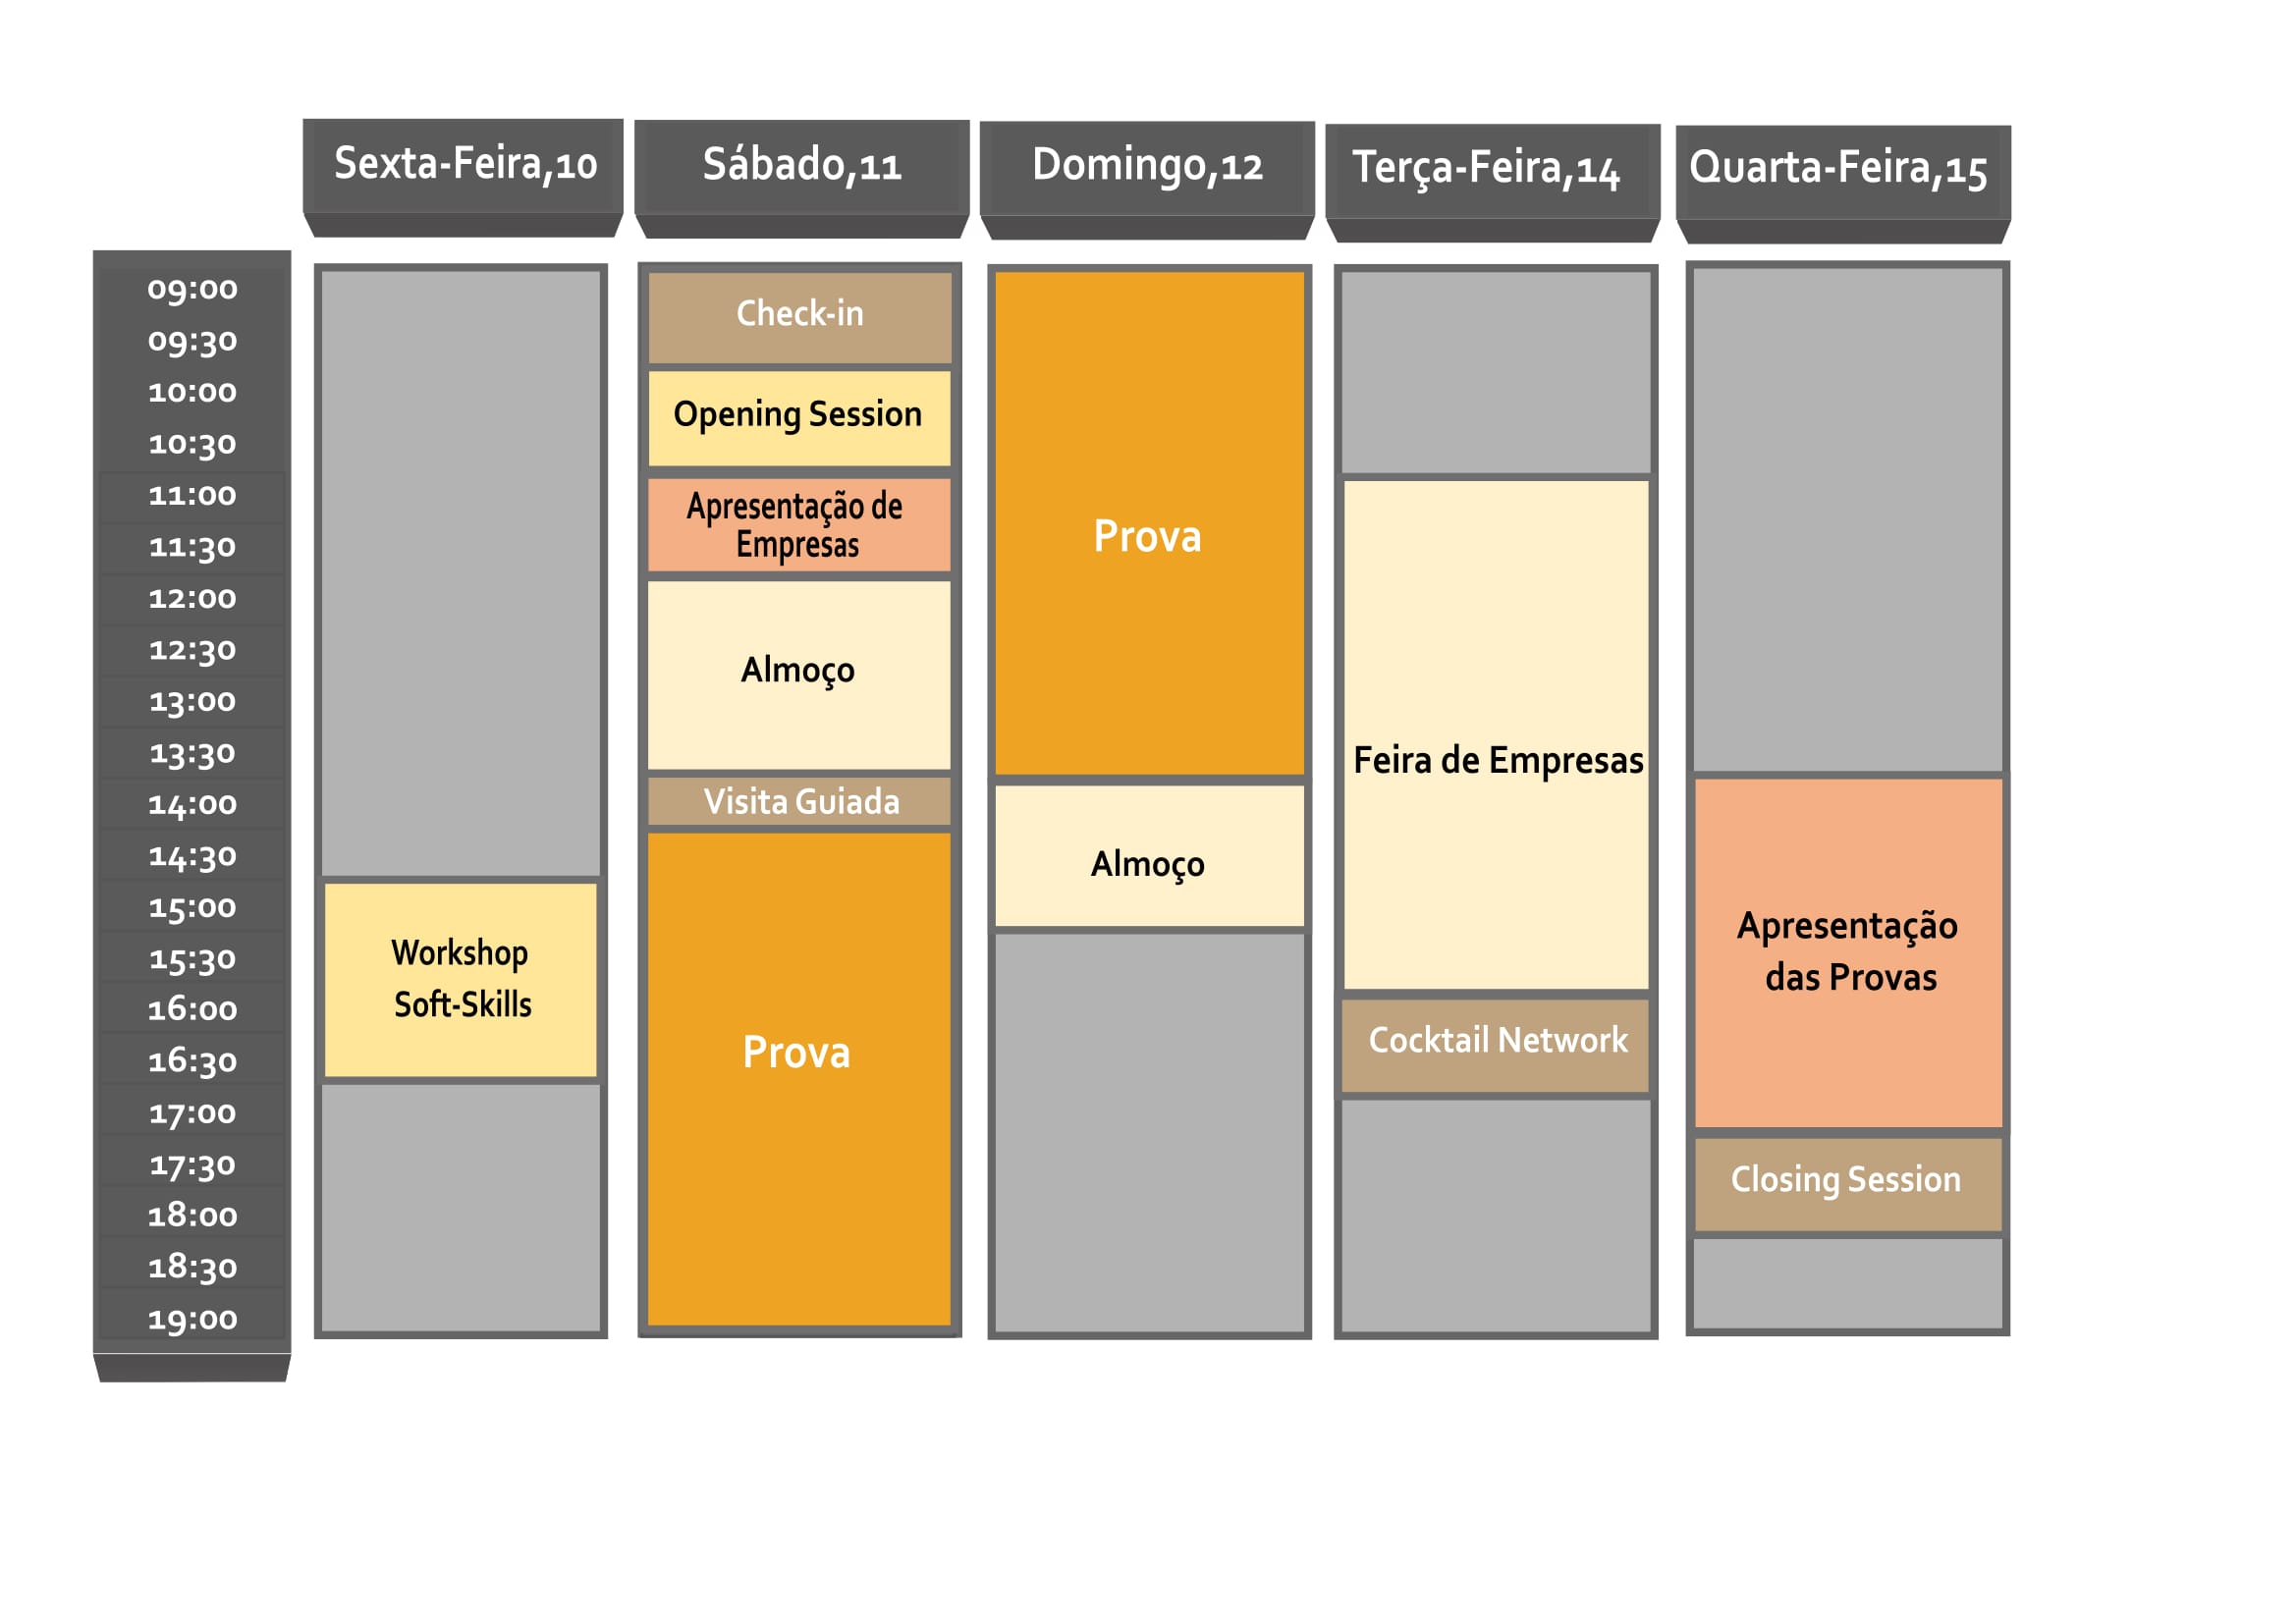 Sexta-Feira,10
Sábado,11
Domingo,12
Terça-Feira,14
Quarta-Feira,15
09:00
09:30
10:00
10:30
11:00
11:30
12:00
12:30
13:00
13:30
14:00
14:30
15:00
15:30
16:00
16:30
17:00
17:30
18:00
18:30
19:00
Workshop
Soft-Skills
Check-in
Opening Session
Apresentação de
Empresas
Almoço
Visita Guiada
Prova
Prova
Almoço
Feira de Empresas
Cocktail Network
Apresentação
das Provas
Closing Session